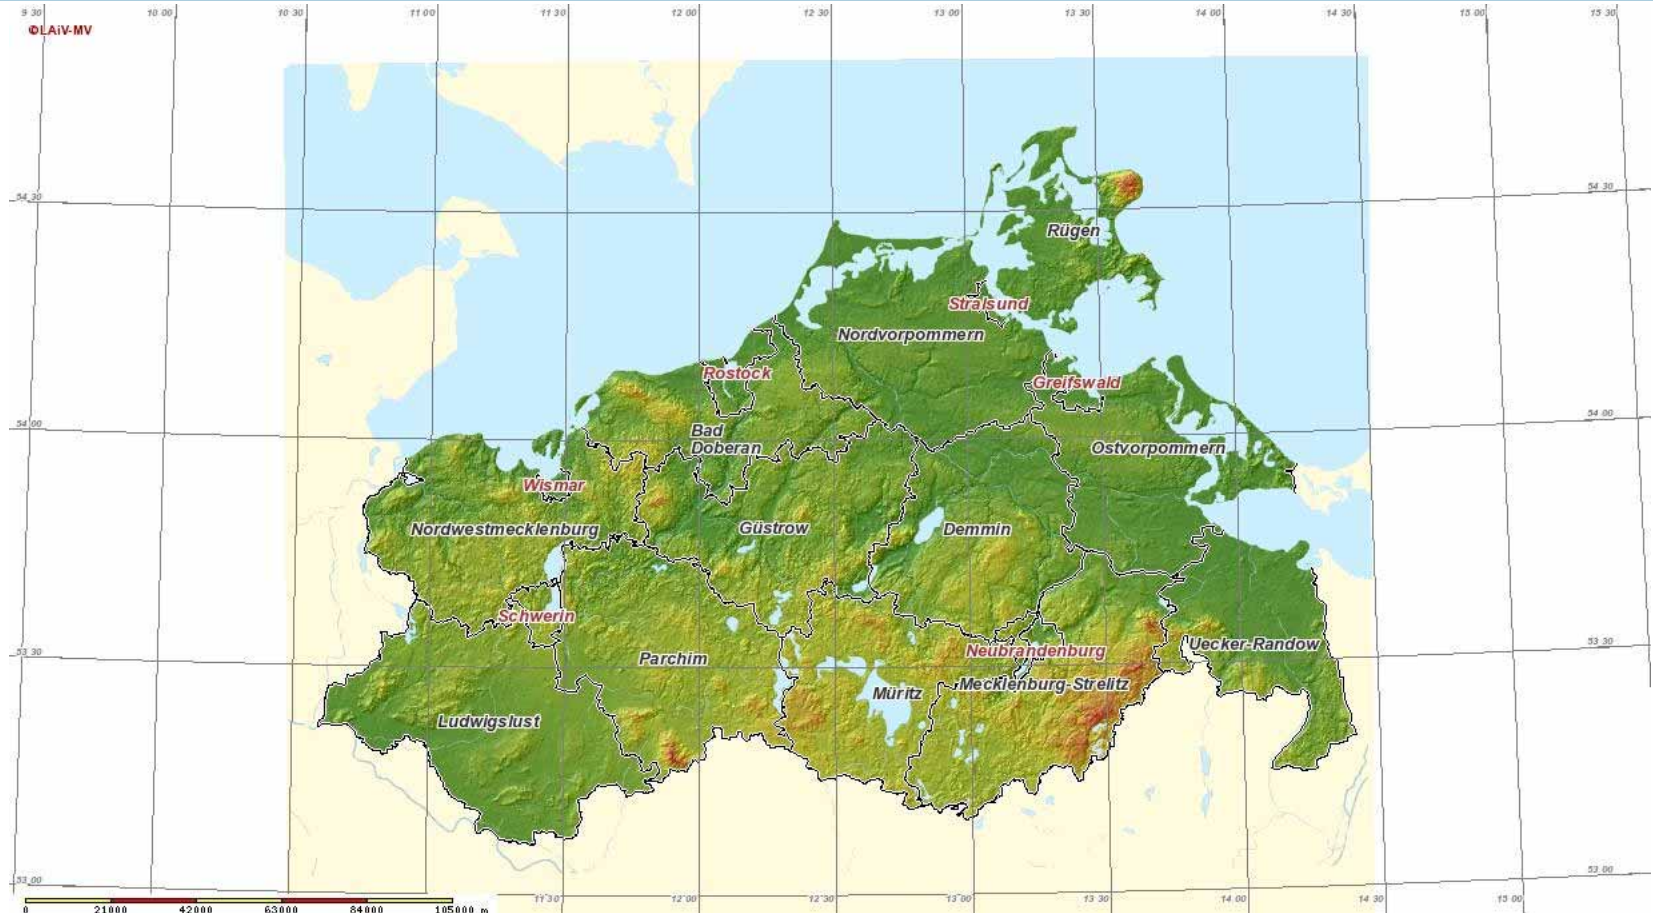 9 30 10 00 10 30 11 00 11 30 12 00 12 30 13 00 13 30 14 00 14 30 15 00 15 30
©LAiV-MV
54 30 54 30
Rügen
Stralsund
Nordvorpommern
Rostock
Greifswald
54 00 54 00
Bad
Doberan
Ostvorpommern
Wismar
Nordwestmecklenburg
Güstrow
Demmin
Schwerin
Uecker-Randow
53 30 53 30
Neubrandenburg
Parchim
Mecklenburg-Strelitz
Müritz
Ludwigslust
53 00 53 00
11 30 12 00 12 30 13 00 13 30 14 00 14 30 15 00
0 21000 42000 63000 84000 105000 m